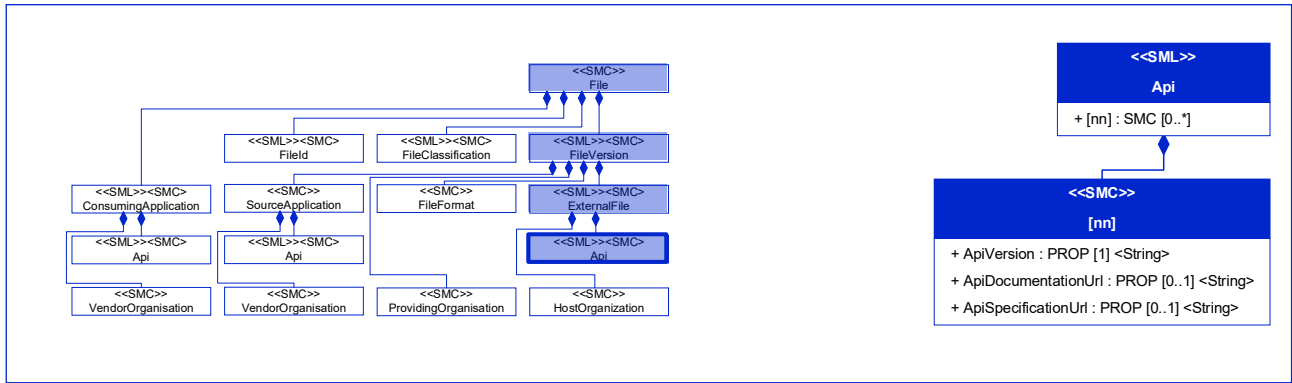 <<SMC>>
File
<<SML>><SMC>
FileId
<<SML>><SMC>
FileClassification
<<SML>><SMC>
FileVersion
<<SML>><SMC>
ConsumingApplication
<<SMC>>
SourceApplication
<<SMC>>
FileFormat
<<SML>><SMC>
ExternalFile
<<SML>><SMC>
Api
<<SML>><SMC>
Api
<<SML>><SMC>
Api
<<SMC>>
VendorOrganisation
<<SMC>>
VendorOrganisation
<<SMC>>
ProvidingOrganisation
<<SMC>>
HostOrganization
<<SML>>
Api
+ [nn] : SMC [0..*]
<<SMC>>
[nn]
+ ApiVersion : PROP [1] <String>
+ ApiDocumentationUrl : PROP [0..1] <String>
+ ApiSpecificationUrl : PROP [0..1] <String>